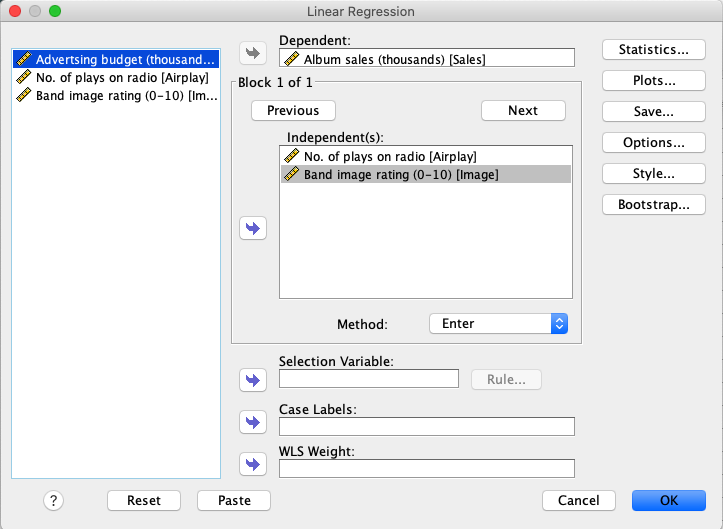 Linear Regression
Advertsing budget (thousand...
No. of plays on radio [Airplay]
Band image rating (0-10) [Im...
Dependent:
Album sales (thousands) [Sales]
Block 1 of 1
Previous
Next
Independent(s):
No. of plays on radio [Airplay]
Band image rating (0-10) [Image]
Method:
Enter
Selection Variable:
Rule...
Case Labels:
WLS Weight:
Statistics...
Plots...
Save...
Options...
Style...
Bootstrap...
?
Reset
Paste
Cancel
OK